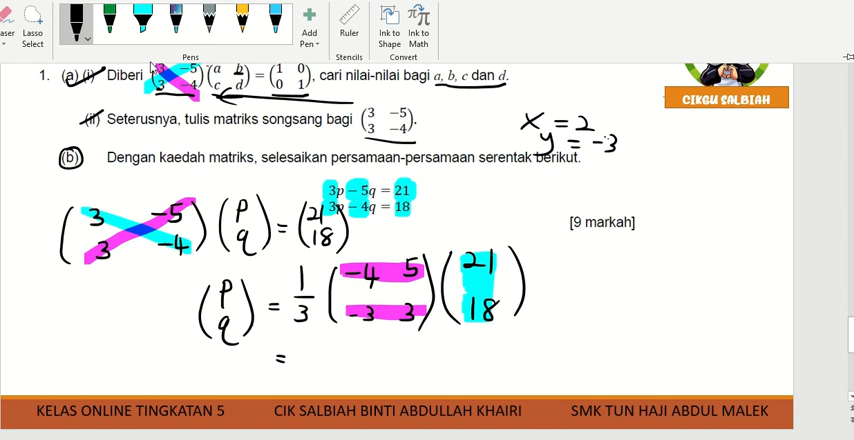 Lasso
Select
Add
Pen
Ruler
Ink to
Shape
Ink to
Math
Pens
Stencils
Convert
1. (a) (i) Diberi (3 −5 3 −4) (a b c d) = (1 0 0 1), cari nilai-nilai bagi a, b, c dan d.
CIKGU SALBIAH
(ii) Seterusnya, tulis matriks songsang bagi (3 −5 3 −4).
x = 2
y = −3
(b) Dengan kaedah matriks, selesaikan persamaan-persamaan serentak berikut.
3p − 5q = 21
3p − 4q = 18
[9 markah]
(3 −5 3 −4) (p q) = (21 18)
(p q) = 1/3 (−4 5 −3 3) (21 18)
=
KELAS ONLINE TINGKATAN 5 CIK SALBIAH BINTI ABDULLAH KHAIRI SMK TUN HAJI ABDUL MALEK